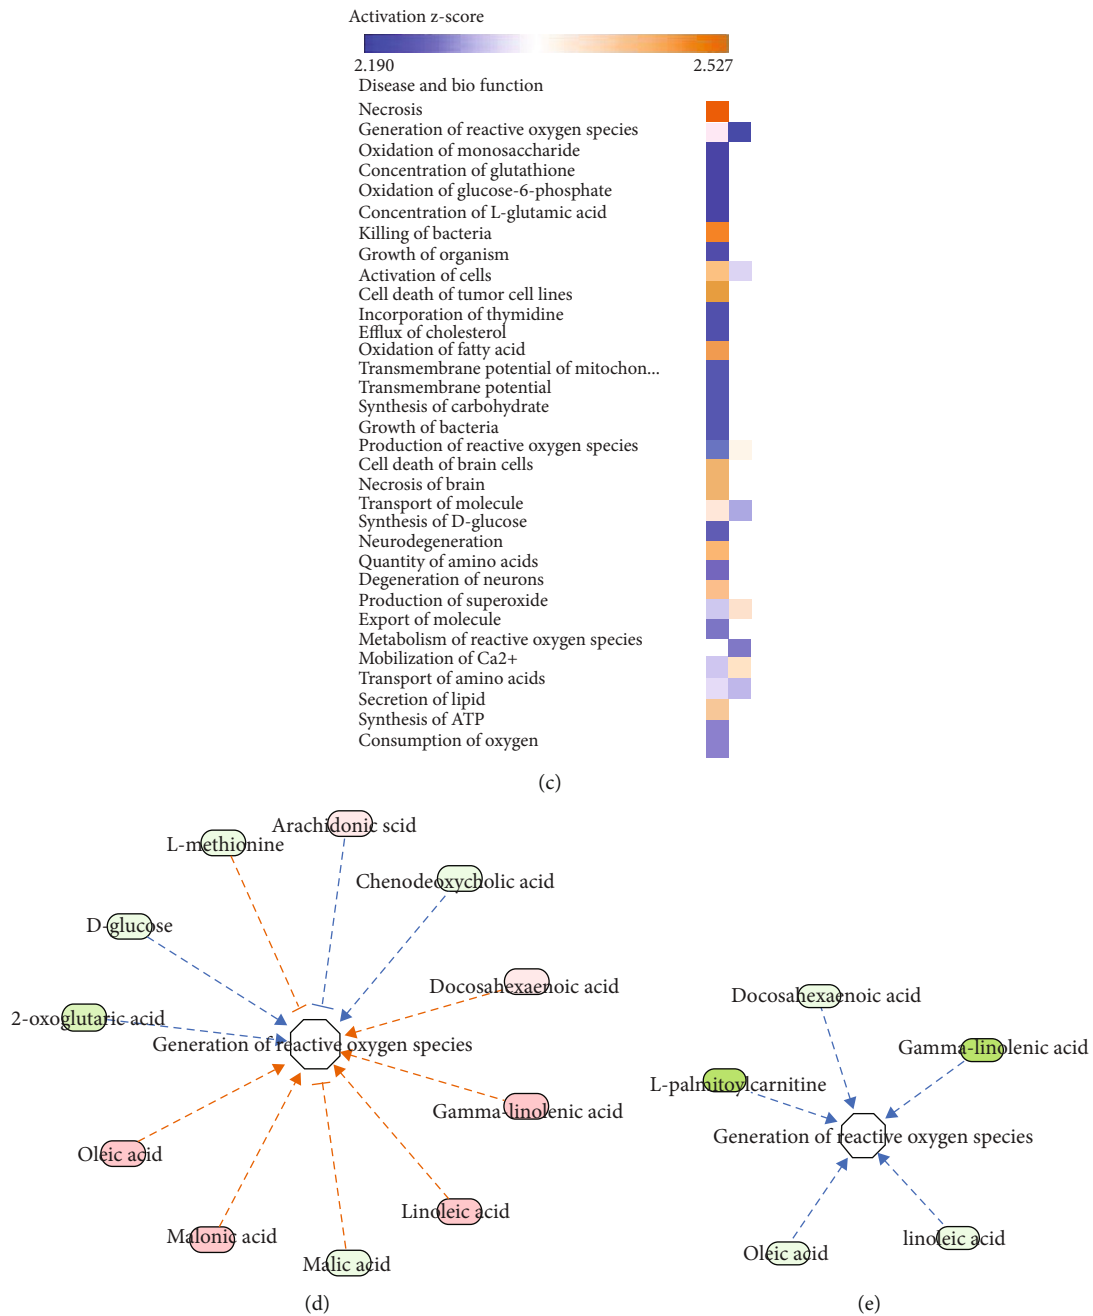 Activation z-score
2.190 2.527
Disease and bio function
Necrosis
Generation of reactive oxygen species
Oxidation of monosaccharide
Concentration of glutathione
Oxidation of glucose-6-phosphate
Concentration of L-glutamic acid
Killing of bacteria
Growth of organism
Activation of cells
Cell death of tumor cell lines
Incorporation of thymidine
Efflux of cholesterol
Oxidation of fatty acid
Transmembrane potential of mitochon...
Transmembrane potential
Synthesis of carbohydrate
Growth of bacteria
Production of reactive oxygen species
Cell death of brain cells
Necrosis of brain
Transport of molecule
Synthesis of D-glucose
Neurodegeneration
Quantity of amino acids
Degeneration of neurons
Production of superoxide
Export of molecule
Metabolism of reactive oxygen species
Mobilization of Ca2+
Transport of amino acids
Secretion of lipid
Synthesis of ATP
Consumption of oxygen
(c)
Arachidonic scid
L-methionine
Chenodeoxycholic acid
D-glucose
Docosahexaenoic acid
2-oxoglutaric acid
Generation of reactive oxygen species
Gamma-linolenic acid
Oleic acid
Linoleic acid
Malonic acid
Malic acid
(d)
Docosahexaenoic acid
Gamma-linolenic acid
L-palmitoylcarnitine
Generation of reactive oxygen species
linoleic acid
Oleic acid
(e)